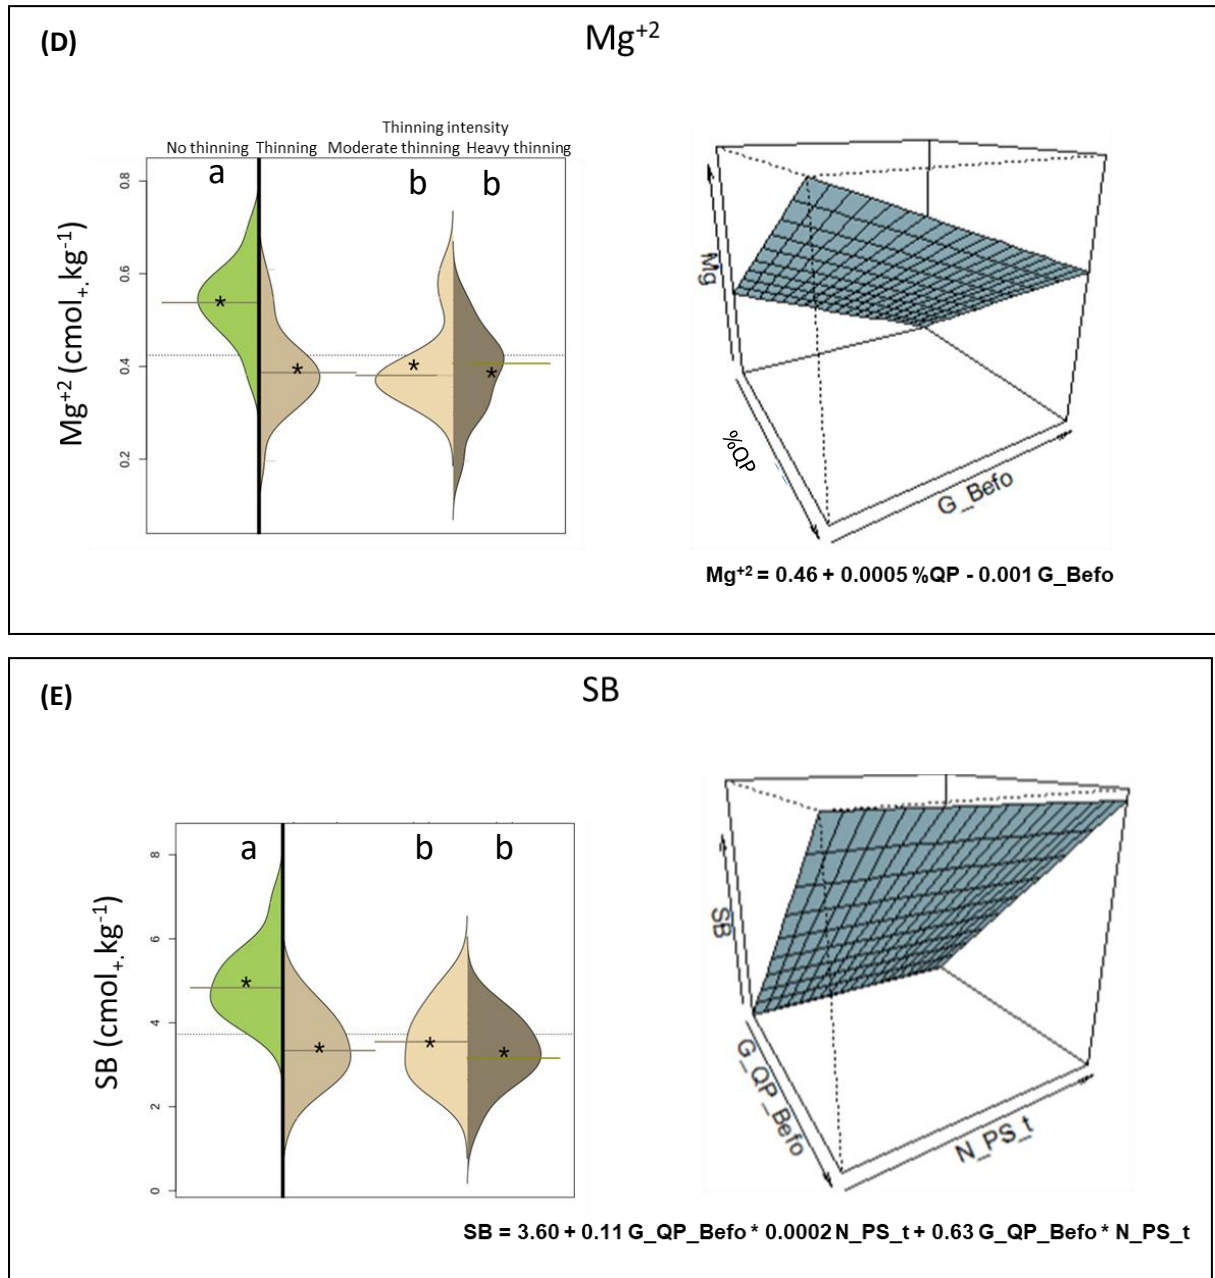 (D)
Mg+2
Thinning intensity
No thinning Thinning Moderate thinning Heavy thinning
a b b
0.8
0.6
0.4
0.2
Mg+2 (cmol+. kg-1)
* * * *
Mg
%QP
G_Befo
Mg+2 = 0.46 + 0.0005 %QP - 0.001 G_Befo
(E)
SB
a b b
8
6
4
2
0
SB (cmol+. kg-1)
* * * *
SB
G_QP_Befo
N_PS_t
SB = 3.60 + 0.11 G_QP_Befo * 0.0002 N_PS_t + 0.63 G_QP_Befo * N_PS_t